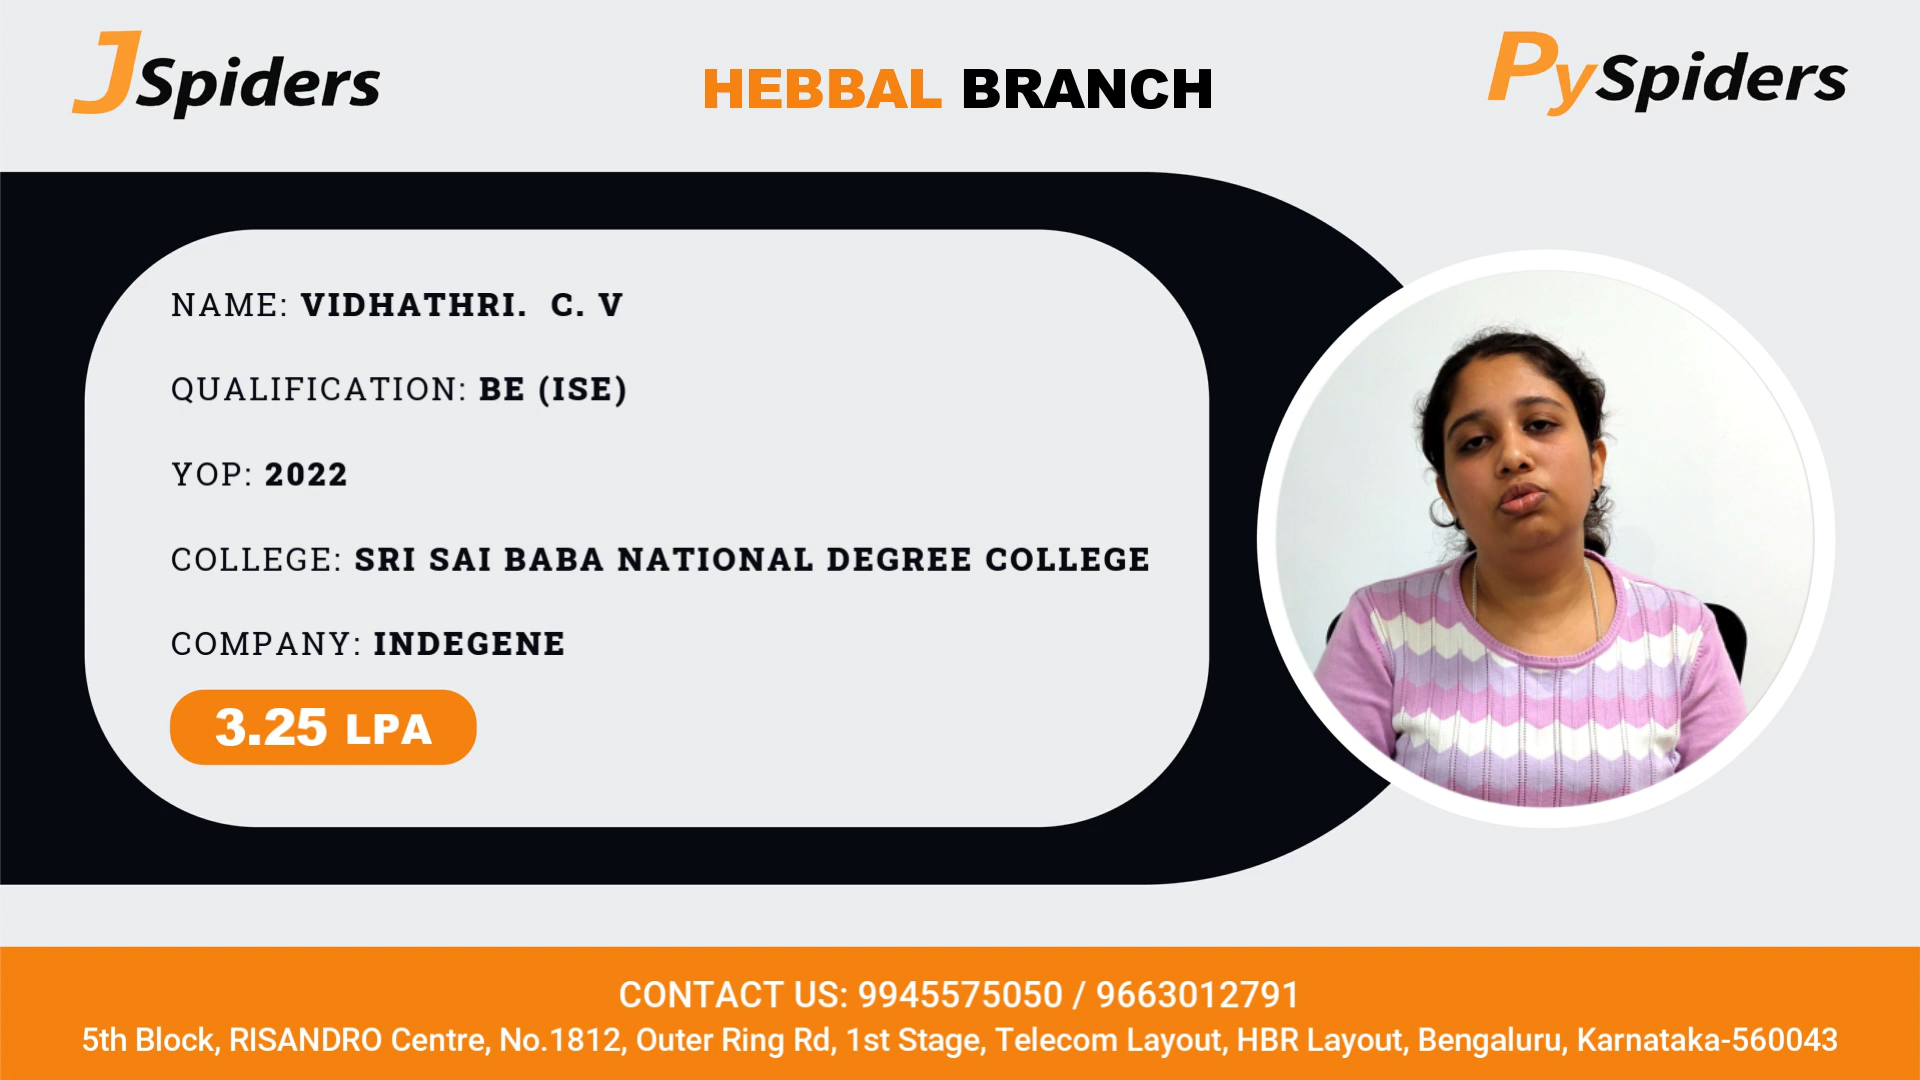 JSpiders
HEBBAL BRANCH
PySpiders
NAME: VIDHATHRI. C. V
QUALIFICATION: BE (ISE)
YOP: 2022
COLLEGE: SRI SAI BABA NATIONAL DEGREE COLLEGE
COMPANY: INDEGENE
3.25 LPA
CONTACT US: 9945575050 / 9663012791
5th Block, RISANDRO Centre, No.1812, Outer Ring Rd, 1st Stage, Telecom Layout, HBR Layout, Bengaluru, Karnataka-560043